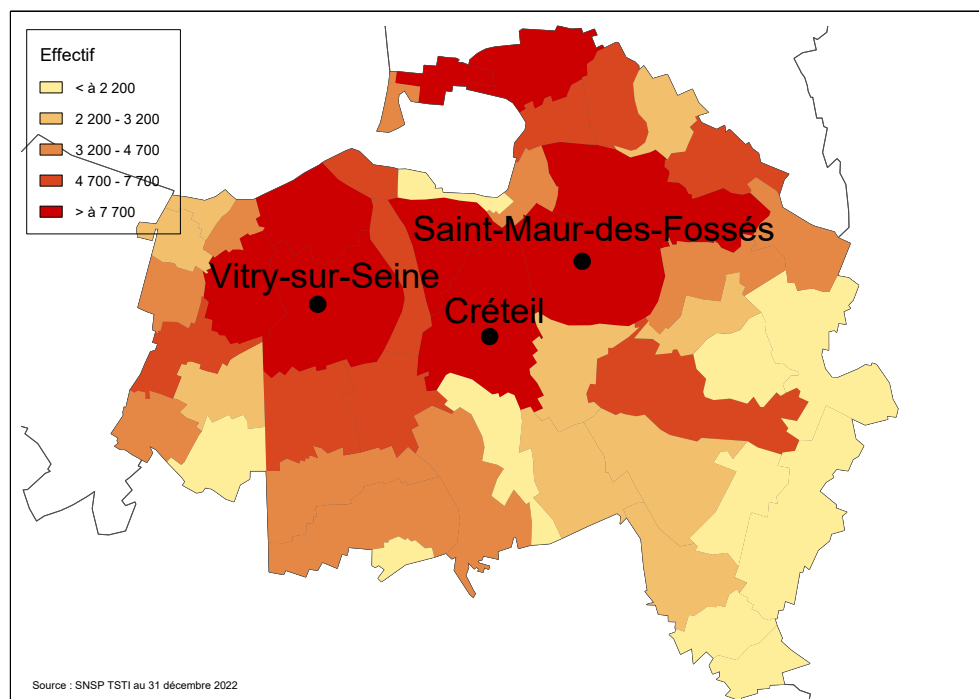 Effectif
< à 2 200
2 200 - 3 200
3 200 - 4 700
4 700 - 7 700
> à 7 700
Saint-Maur-des-Fossés
Vitry-sur-Seine
Créteil
Source : SNSP TSTI au 31 décembre 2022